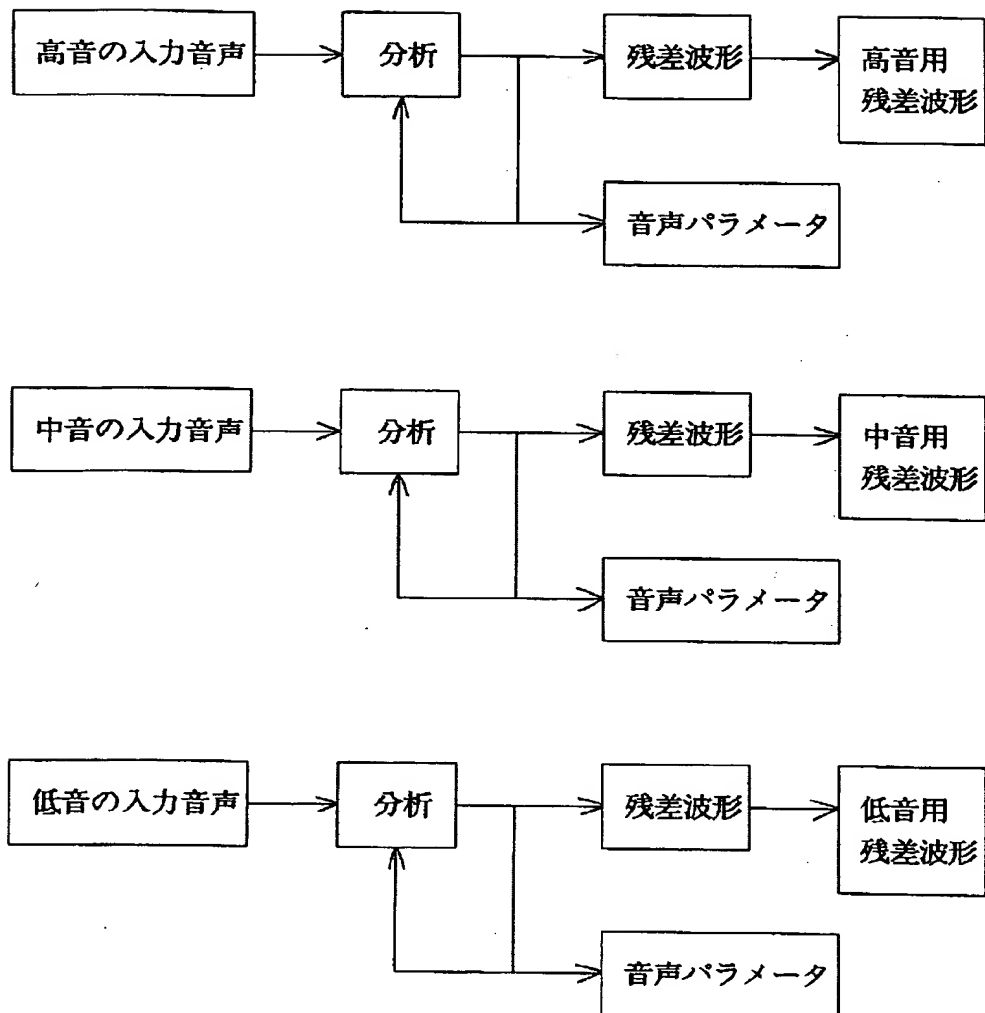 高音の入力音声
分析
残差波形
高音用
残差波形
音声パラメータ
中音の入力音声
分析
残差波形
中音用
残差波形
音声パラメータ
低音の入力音声
分析
残差波形
低音用
残差波形
音声パラメータ